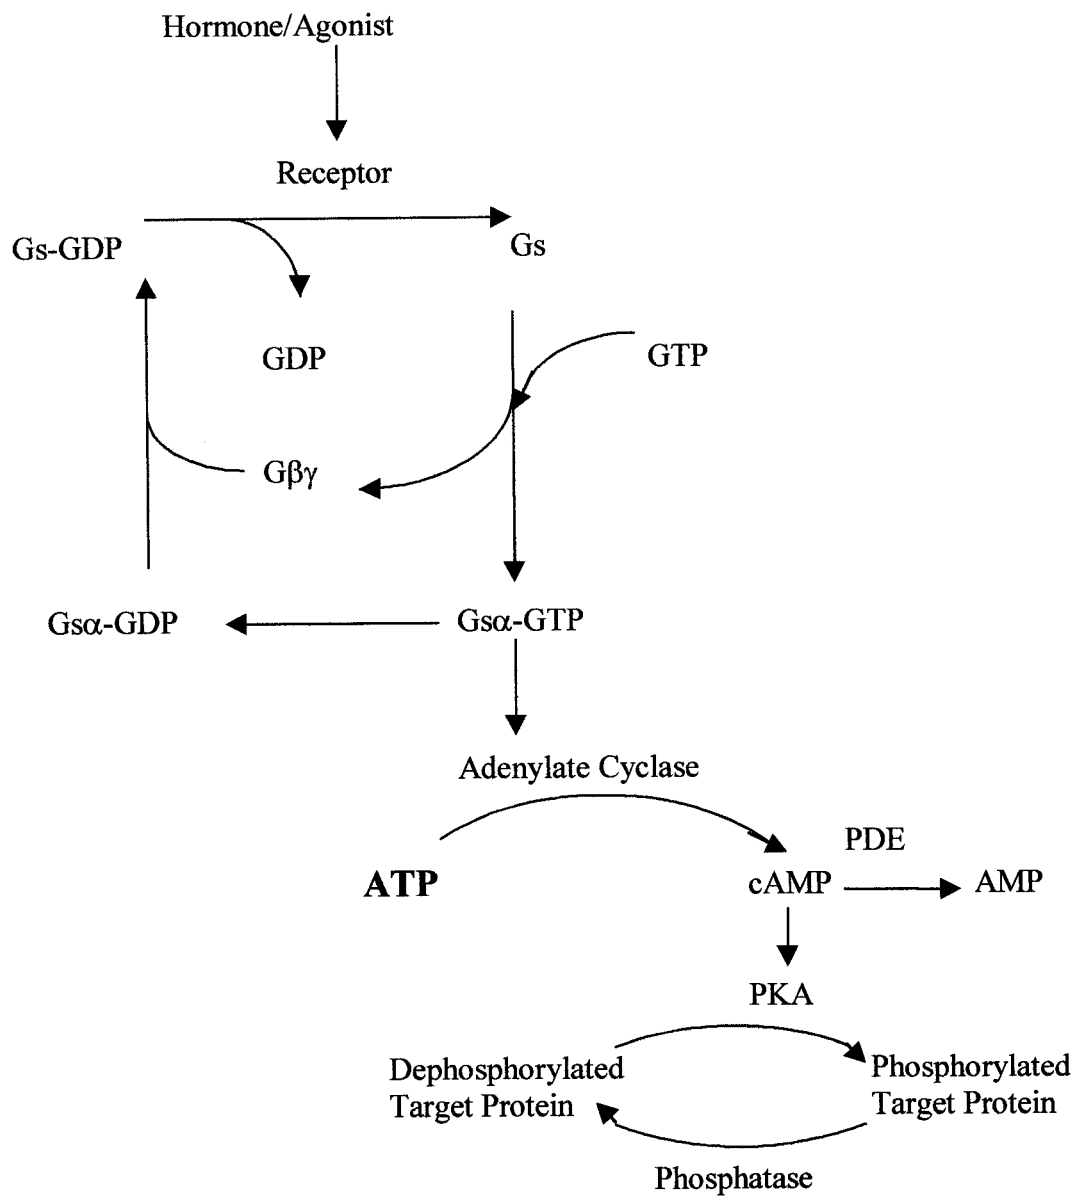 Hormone/Agonist
Receptor
Gs-GDP
Gs
GDP
GTP
Gβγ
Gsα-GDP
Gsα-GTP
Adenylate Cyclase
PDE
ATP
cAMP
AMP
PKA
Dephosphorylated
Target Protein
Phosphorylated
Target Protein
Phosphatase